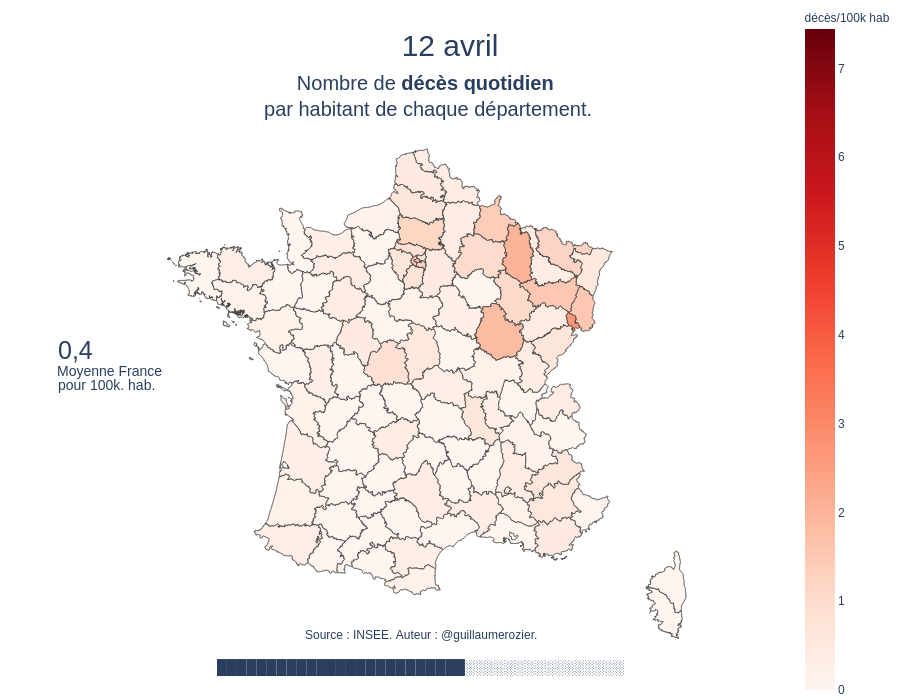 décès/100k hab
12 avril
Nombre de décès quotidien
par habitant de chaque département.
7
6
5
4
3
2
1
0
0,4
Moyenne France
pour 100k. hab.
Source : INSEE. Auteur : @guillaumerozier.